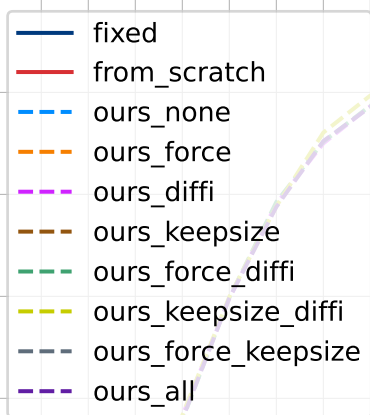 fixed
from_scratch
ours_none
ours_force
ours_diffi
ours_keepsize
ours_force_diffi
ours_keepsize_diffi
ours_force_keepsize
ours_all